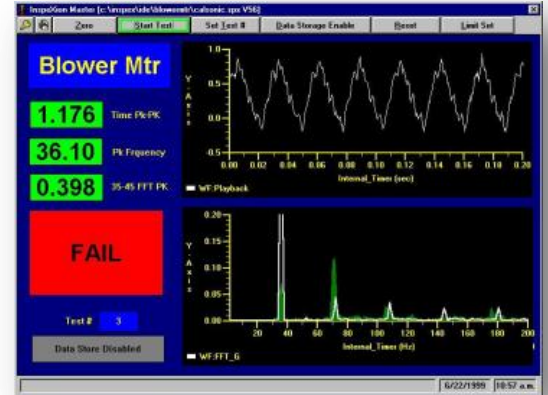 InspeXion Master [c:\inspex\ide\blowomtr\calsonic.spx V56]
Zero Start Test Set Test # Data Storage Enable Reset Limit Set
Blower Mtr
1.176 Time Pk-PK
36.10 Pk Frquency
0.398 35-45 FFT PK
FAIL
Test # 3
Data Store Disabled
Y-Axis
1.0
0.5
0.0
-0.5
0.00 0.02 0.04 0.06 0.08 0.10 0.12 0.14 0.16 0.18 0.20
Internal_Timer (sec)
WF:Playback
Y-Axis
0.20
0.15
0.10
0.05
0.00
20 40 60 80 100 120 140 160 180 200
Internal_Timer (Hz)
WF:FFT_G
6/22/1999 10:57 a.m.